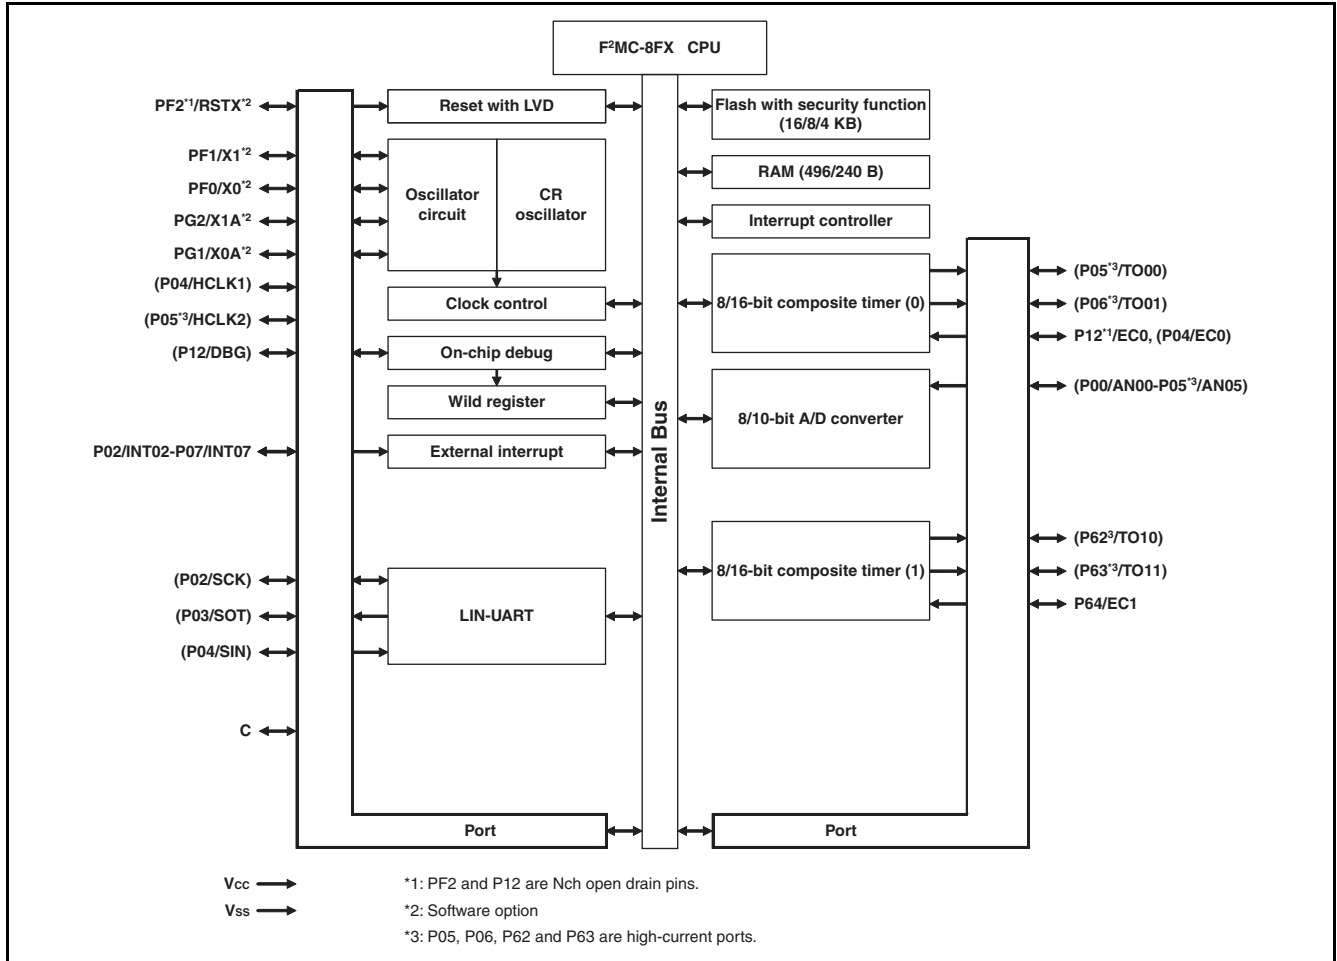 F²MC-8FX CPU
PF2*1/RSTX*2
PF1/X1*2
PF0/X0*2
PG2/X1A*2
PG1/X0A*2
(P04/HCLK1)
(P05*3/HCLK2)
(P12/DBG)
P02/INT02-P07/INT07
(P02/SCK)
(P03/SOT)
(P04/SIN)
C
Reset with LVD
Oscillator
circuit
CR
oscillator
Clock control
On-chip debug
Wild register
External interrupt
LIN-UART
Port
Internal Bus
Flash with security function
(16/8/4 KB)
RAM (496/240 B)
Interrupt controller
8/16-bit composite timer (0)
8/10-bit A/D converter
8/16-bit composite timer (1)
Port
(P05*3/TO00)
(P06*3/TO01)
P12*1/EC0, (P04/EC0)
(P00/AN00-P05*3/AN05)
(P62³/TO10)
(P63*3/TO11)
P64/EC1
Vcc
Vss
*1: PF2 and P12 are Nch open drain pins.
*2: Software option
*3: P05, P06, P62 and P63 are high-current ports.